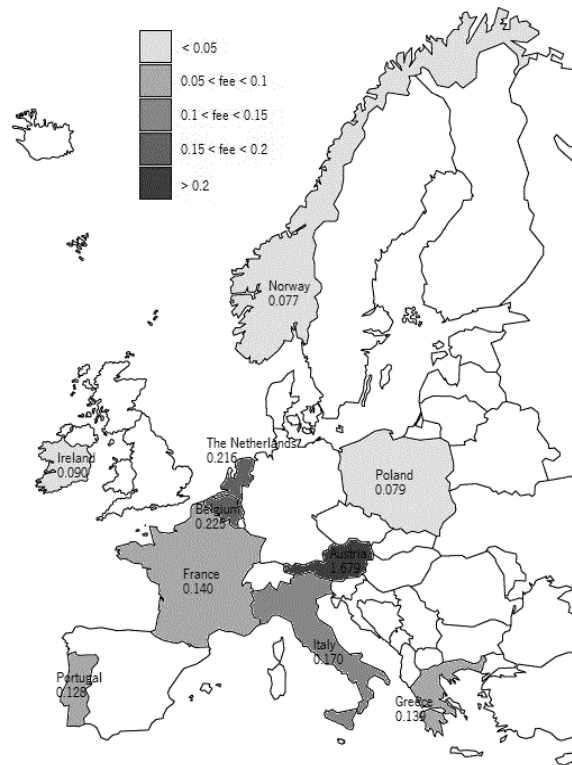 < 0.05
0.05 < fee < 0.1
0.1 < fee < 0.15
0.15 < fee < 0.2
> 0.2
Norway
0.077
The Netherlands
0.216
Ireland
0.090
Poland
0.079
Belgium
0.225
Austria
1.679
France
0.140
Italy
0.170
Portugal
0.128
Greece
0.139